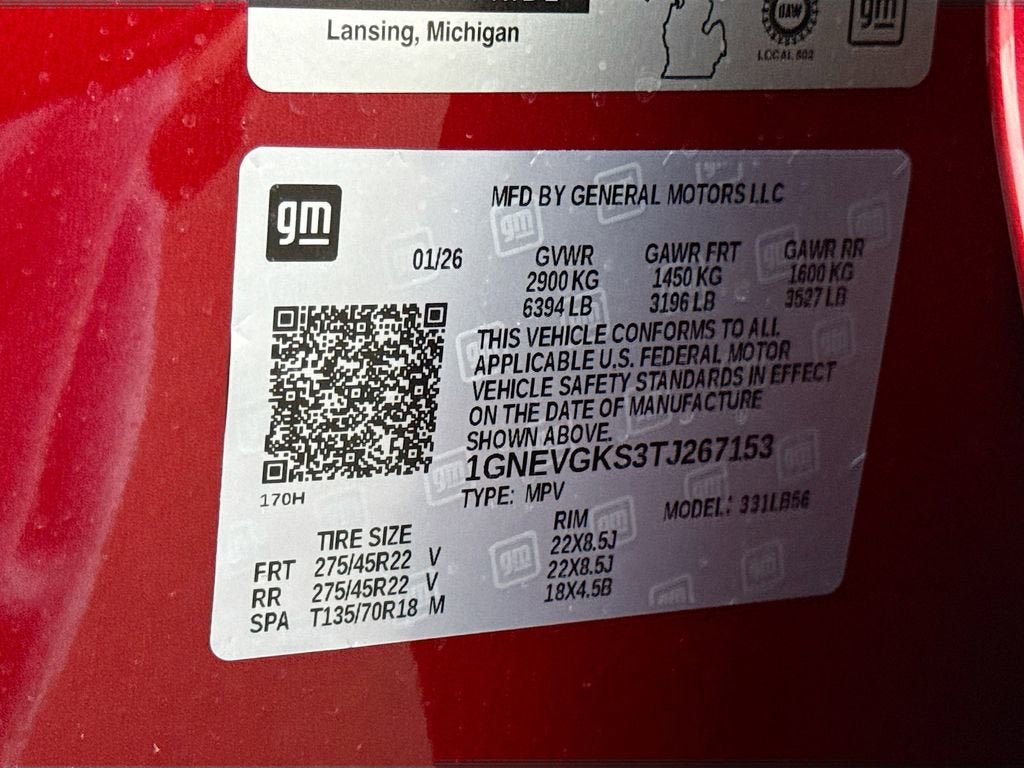 Lansing, Michigan
UAW
LOCAL 602
gm
MFD BY GENERAL MOTORS LLC
gm
01/26
GVWR GAWR FRT GAWR RR
2900 KG 1450 KG 1600 KG
6394 LB 3196 LB 3527 LB
THIS VEHICLE CONFORMS TO ALL
APPLICABLE U.S. FEDERAL MOTOR
VEHICLE SAFETY STANDARDS IN EFFECT
ON THE DATE OF MANUFACTURE
SHOWN ABOVE.
1GNEVGKS3TJ267153
170H
TYPE: MPV MODEL: 331LB56
TIRE SIZE RIM
FRT 275/45R22 V 22X8.5J
RR 275/45R22 V 22X8.5J
SPA T135/70R18 M 18X4.5B